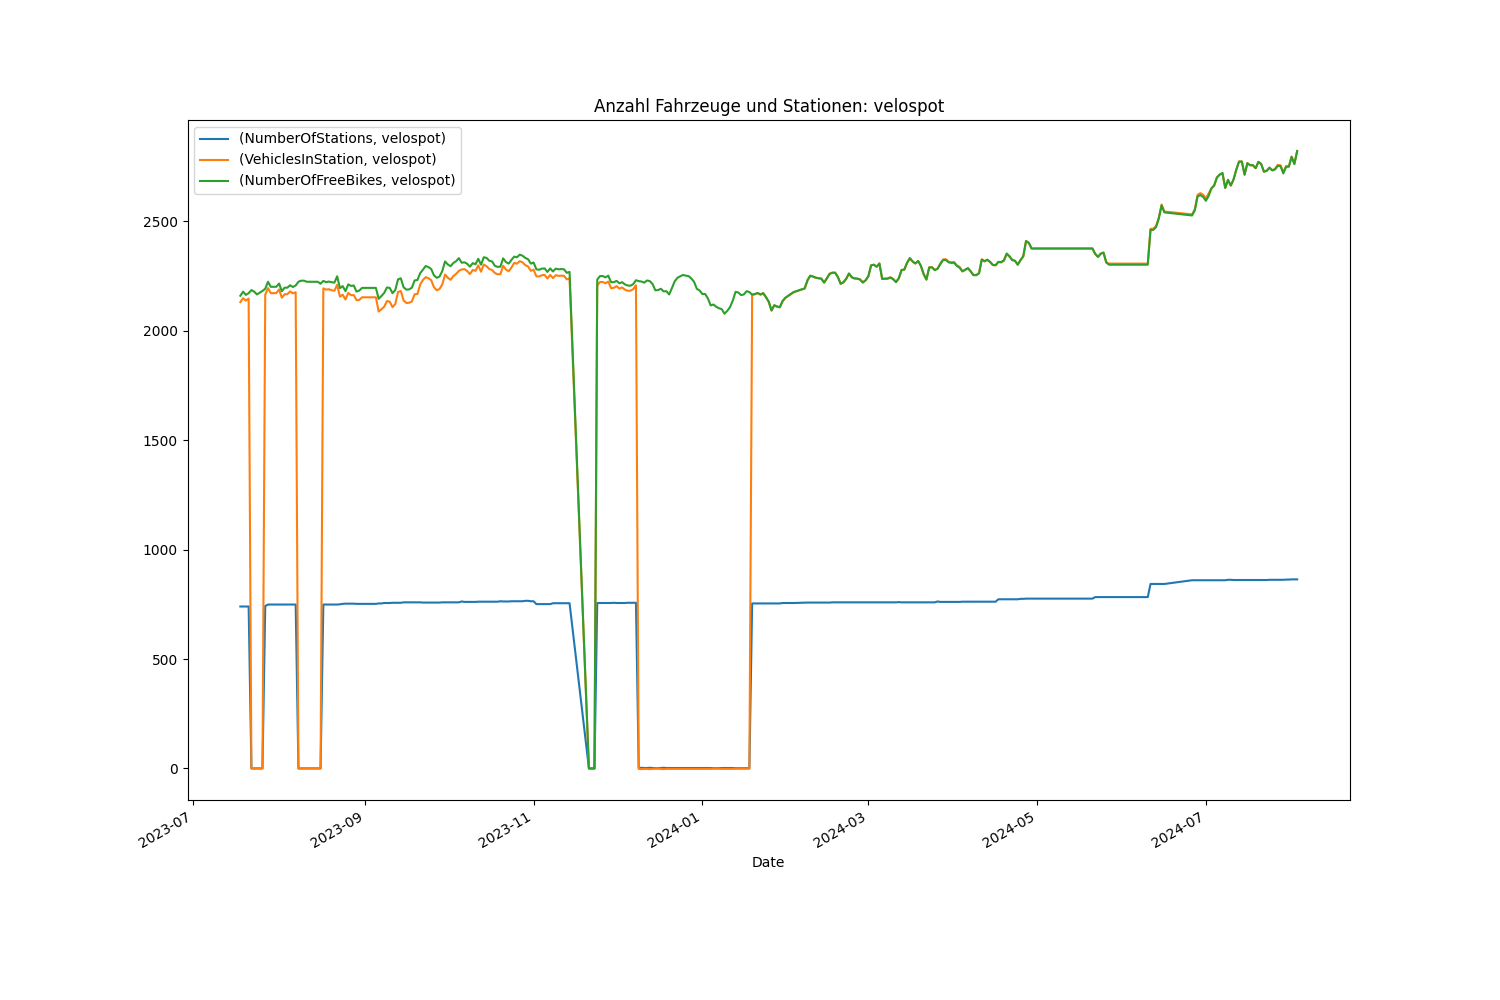 Anzahl Fahrzeuge und Stationen: velospot
(NumberOfStations, velospot)
(VehiclesInStation, velospot)
(NumberOfFreeBikes, velospot)
2500
2000
1500
1000
500
0
2023-07
2023-09
2023-11
2024-01
2024-03
2024-05
2024-07
Date